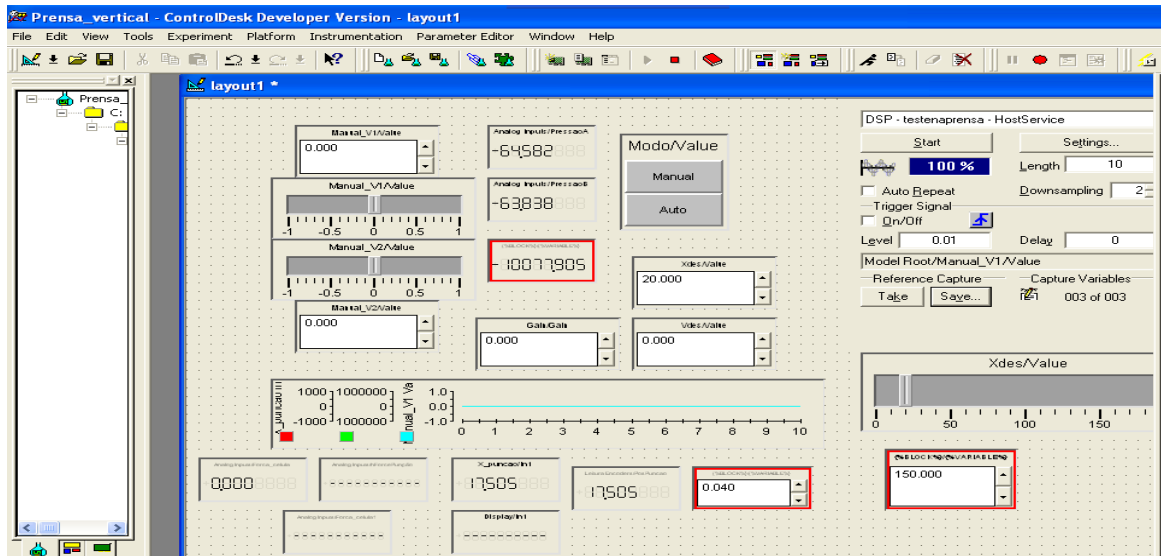 Prensa_vertical - ControlDesk Developer Version - layout1
File Edit View Tools Experiment Platform Instrumentation Parameter Editor Window Help
layout1 *
Prensa_
C:
Manual_V1/Value
0.000
Analog Inputs/PressaoA
-64,582
Modo/Value
Manual
Auto
Manual_V1/Value
-1 -0.5 0 0.5 1
Analog Inputs/PressaoB
-63,838
Manual_V2/Value
-1 -0.5 0 0.5 1
-10077,905
Xdes/Value
20.000
Manual_V2/Value
0.000
Gain/Gain
0.000
Vdes/Value
0.000
DSP - testenaprensa - HostService
Start Settings...
100 % Length 10
Auto Repeat Downsampling 2
Trigger Signal
On/Off
Level 0.01 Delay 0
Model Root/Manual_V1/Value
Reference Capture Capture Variables
Take Save... 003 of 003
Xdes/Value
0 50 100 150
1000 1000000 1.0
0 0 0.0
-1000 1000000 -1.0
0 1 2 3 4 5 6 7 8 9 10
0,000
X_puncao/In1
-17,505
-17,505
0.040
(%BLOCK%)/(%VARIABLE%)
150.000
Display/In1